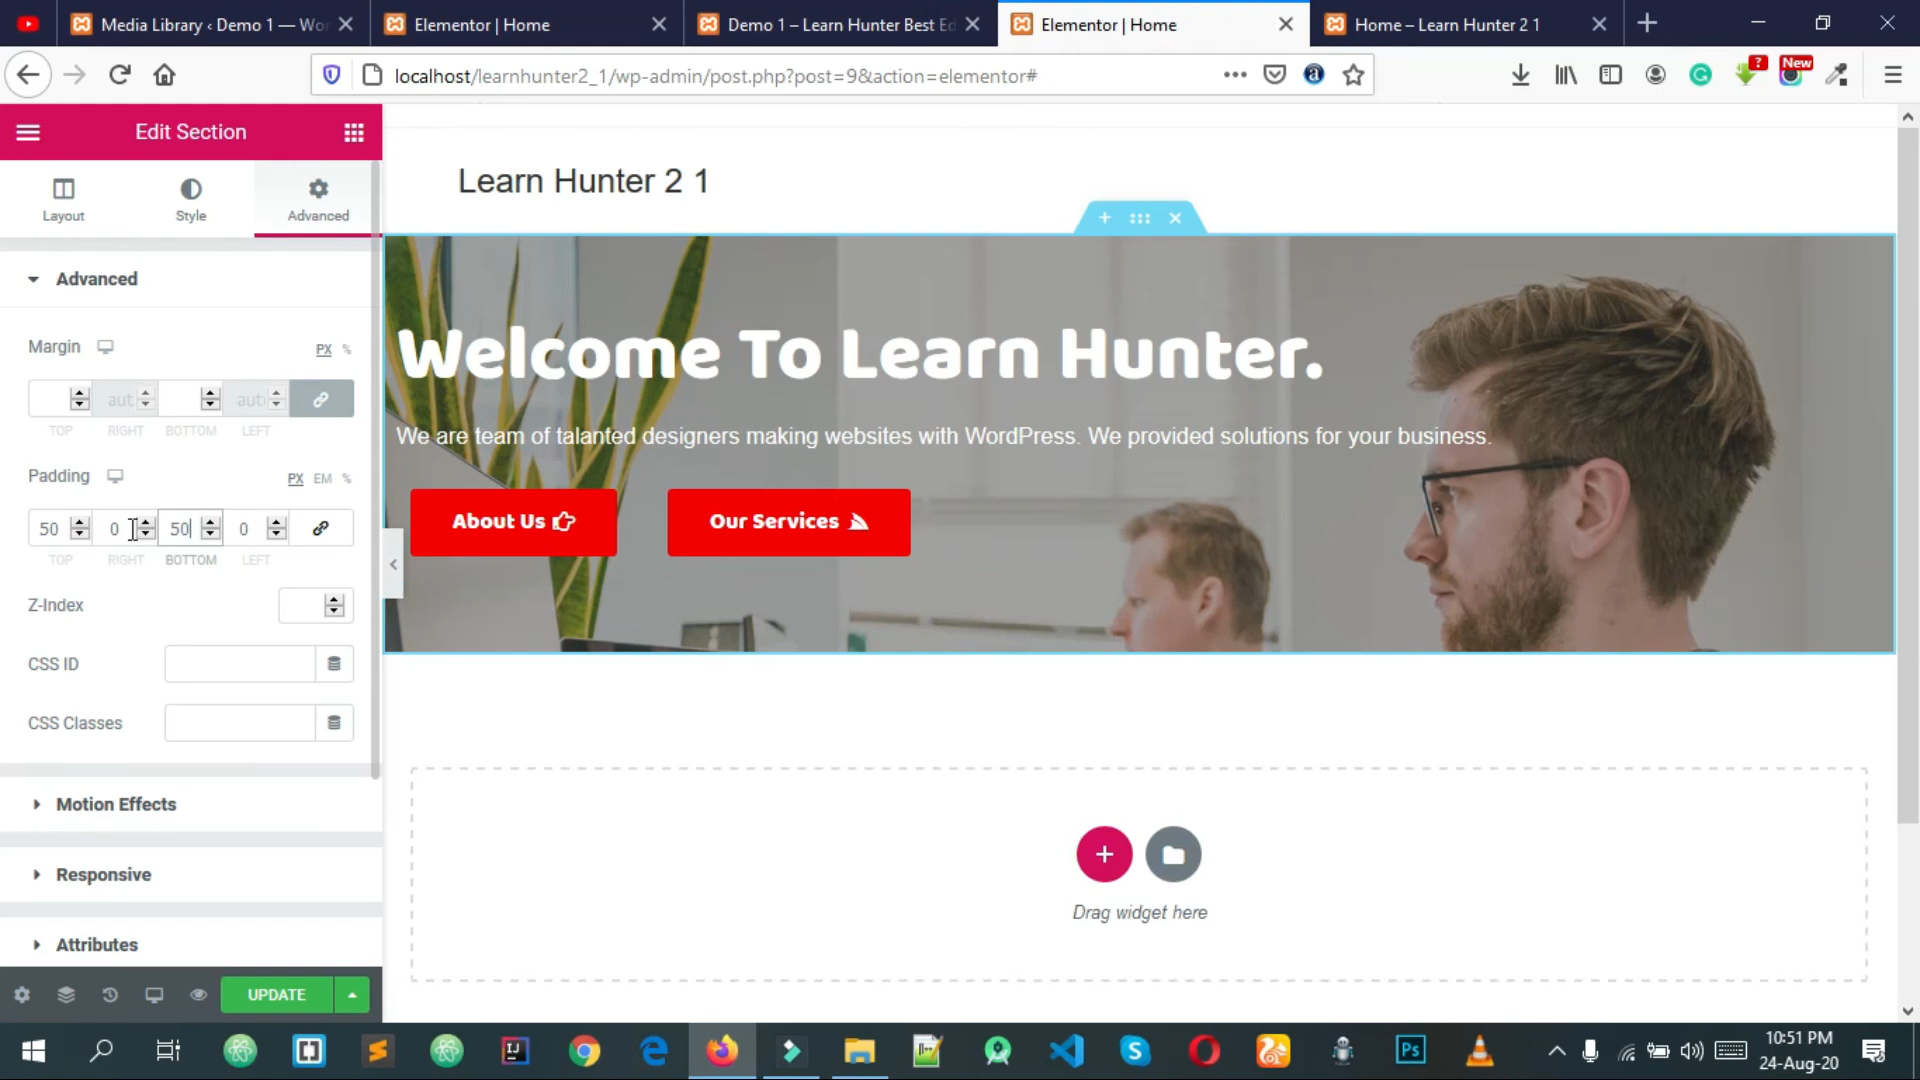 Media Library ‹ Demo 1 — Wor
Elementor | Home
Demo 1 – Learn Hunter Best Ed
Elementor | Home
Home – Learn Hunter 2 1
localhost/learnhunter2_1/wp-admin/post.php?post=9&action=elementor#
?
New
Edit Section
Layout
Style
Advanced
Advanced
Margin
PX %
aut
aut
TOP RIGHT BOTTOM LEFT
Padding
PX EM %
50 0 50 0
TOP RIGHT BOTTOM LEFT
Z-Index
CSS ID
CSS Classes
Motion Effects
Responsive
Attributes
UPDATE
Learn Hunter 2 1
Welcome To Learn Hunter.
We are team of talanted designers making websites with WordPress. We provided solutions for your business.
About Us
Our Services
Drag widget here
Ps
10:51 PM
24-Aug-20